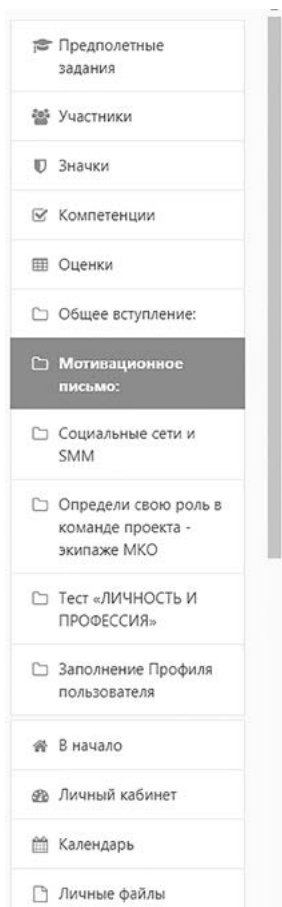 Предполетные
задания
Участники
Значки
Компетенции
Оценки
Общее вступление:
Мотивационное
письмо:
Социальные сети и
SMM
Определи свою роль в
команде проекта -
экипаже МКО
Тест «ЛИЧНОСТЬ И
ПРОФЕССИЯ»
Заполнение Профиля
пользователя
В начало
Личный кабинет
Календарь
Личные файлы